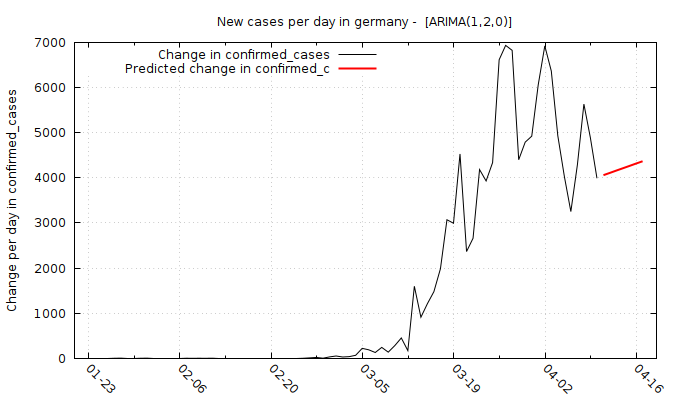 New cases per day in germany -  [ARIMA(1,2,0)]
Change in confirmed_cases
Predicted change in confirmed_c
Change per day in confirmed_cases
7000
6000
5000
4000
3000
2000
1000
0
01-23 02-06 02-20 03-05 03-19 04-02 04-16